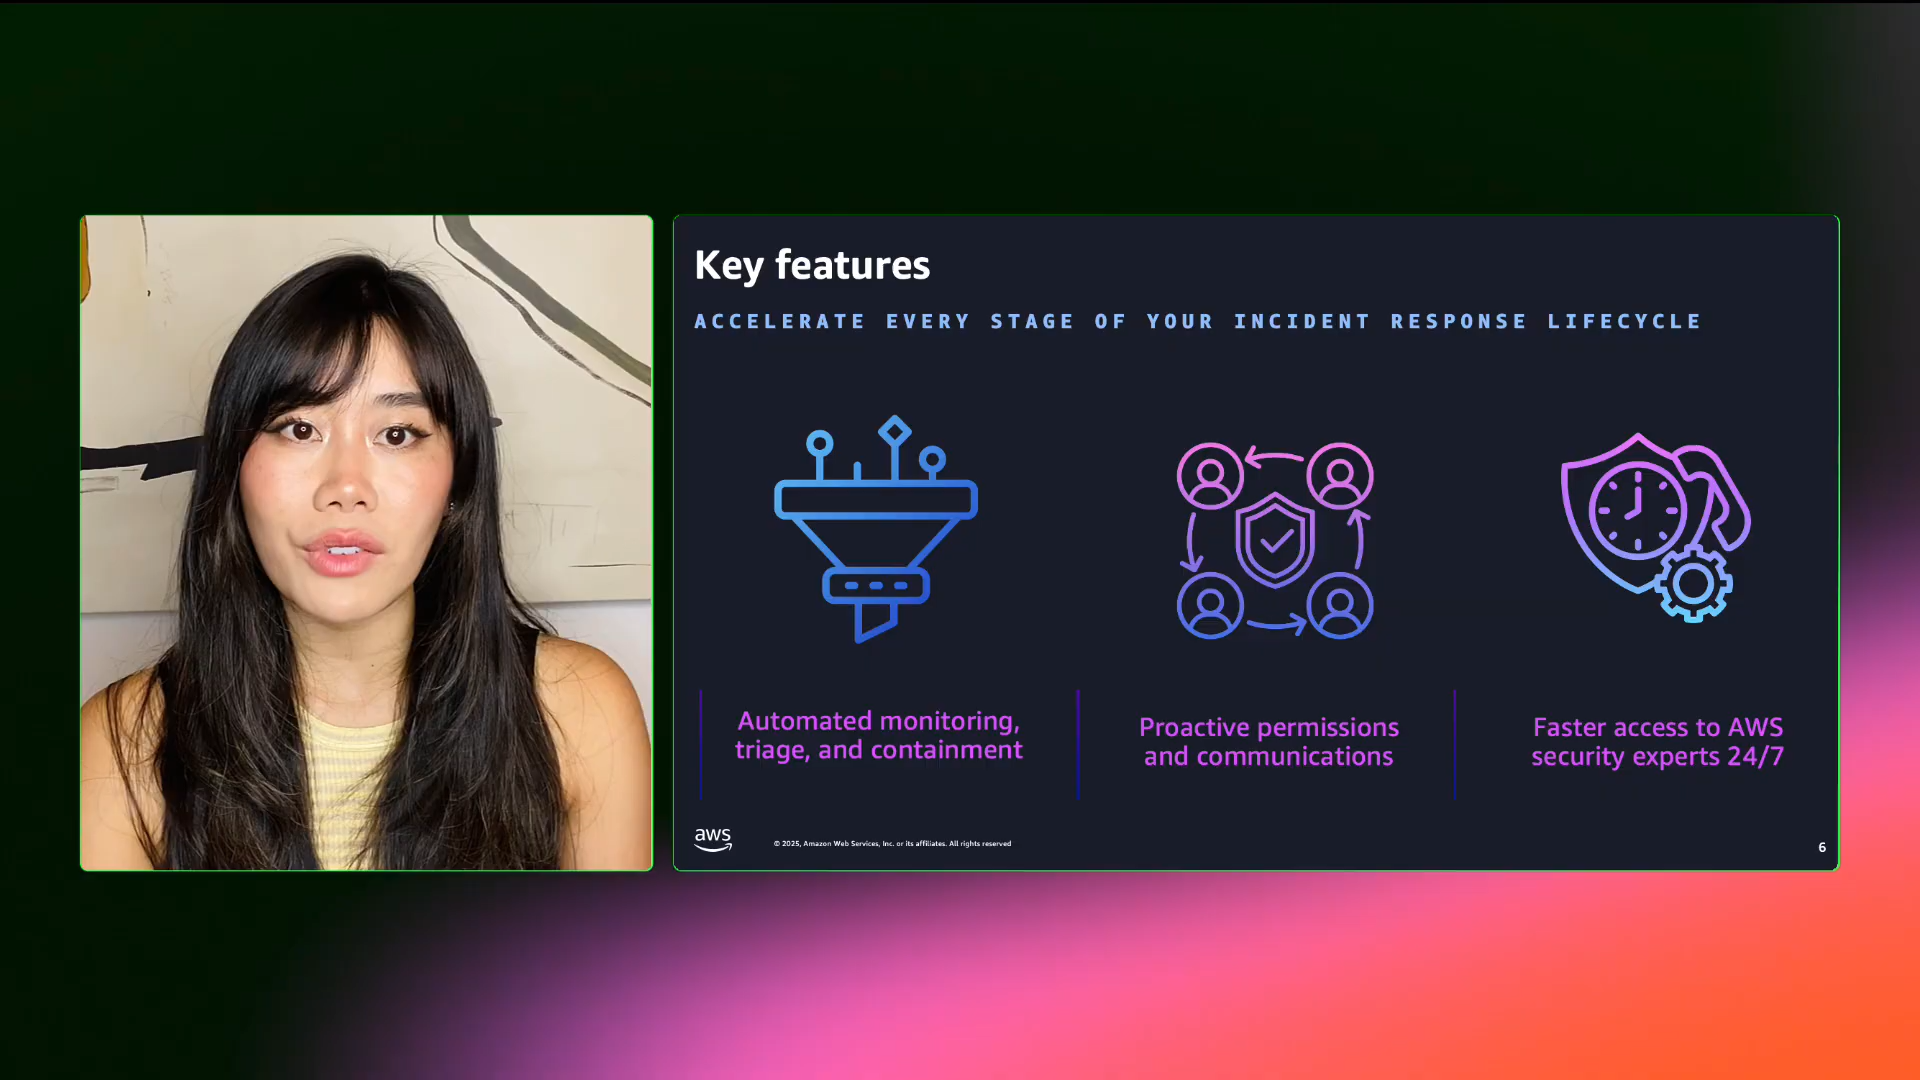 Key features
ACCELERATE EVERY STAGE OF YOUR INCIDENT RESPONSE LIFECYCLE
Automated monitoring,
triage, and containment
Proactive permissions
and communications
Faster access to AWS
security experts 24/7
aws
© 2025, Amazon Web Services, Inc. or its affiliates. All rights reserved
6